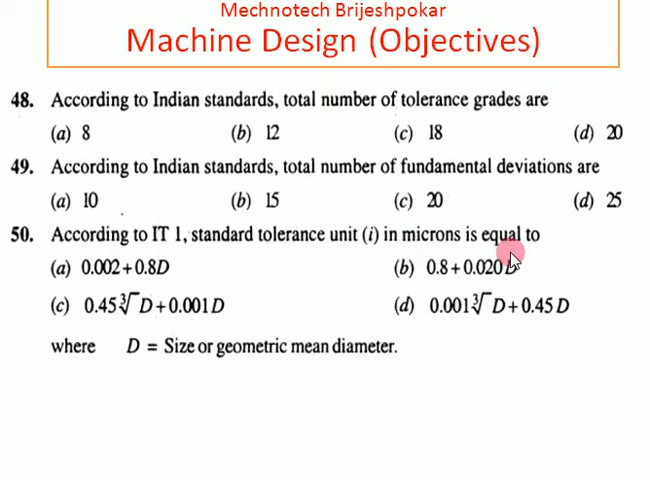 Mechnotech Brijeshpokar
Machine Design (Objectives)
48. According to Indian standards, total number of tolerance grades are
(a) 8 (b) 12 (c) 18 (d) 20
49. According to Indian standards, total number of fundamental deviations are
(a) 10 (b) 15 (c) 20 (d) 25
50. According to IT 1, standard tolerance unit (i) in microns is equal to
(a) 0.002+0.8D (b) 0.8+0.020D
(c) 0.45∛D+0.001D (d) 0.001∛D+0.45D
where D = Size or geometric mean diameter.